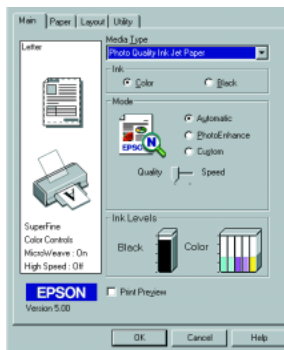 Main Paper Layout Utility
Letter
Media Type
Photo Quality Ink Jet Paper
Ink
Color Black
Mode
Automatic
PhotoEnhance
Custom
EPSON
Quality Speed
SuperFine
Color Controls
MicroWeave : On
High Speed : Off
Ink Levels
Black Color
EPSON
Version 5.00
Print Preview
OK Cancel Help